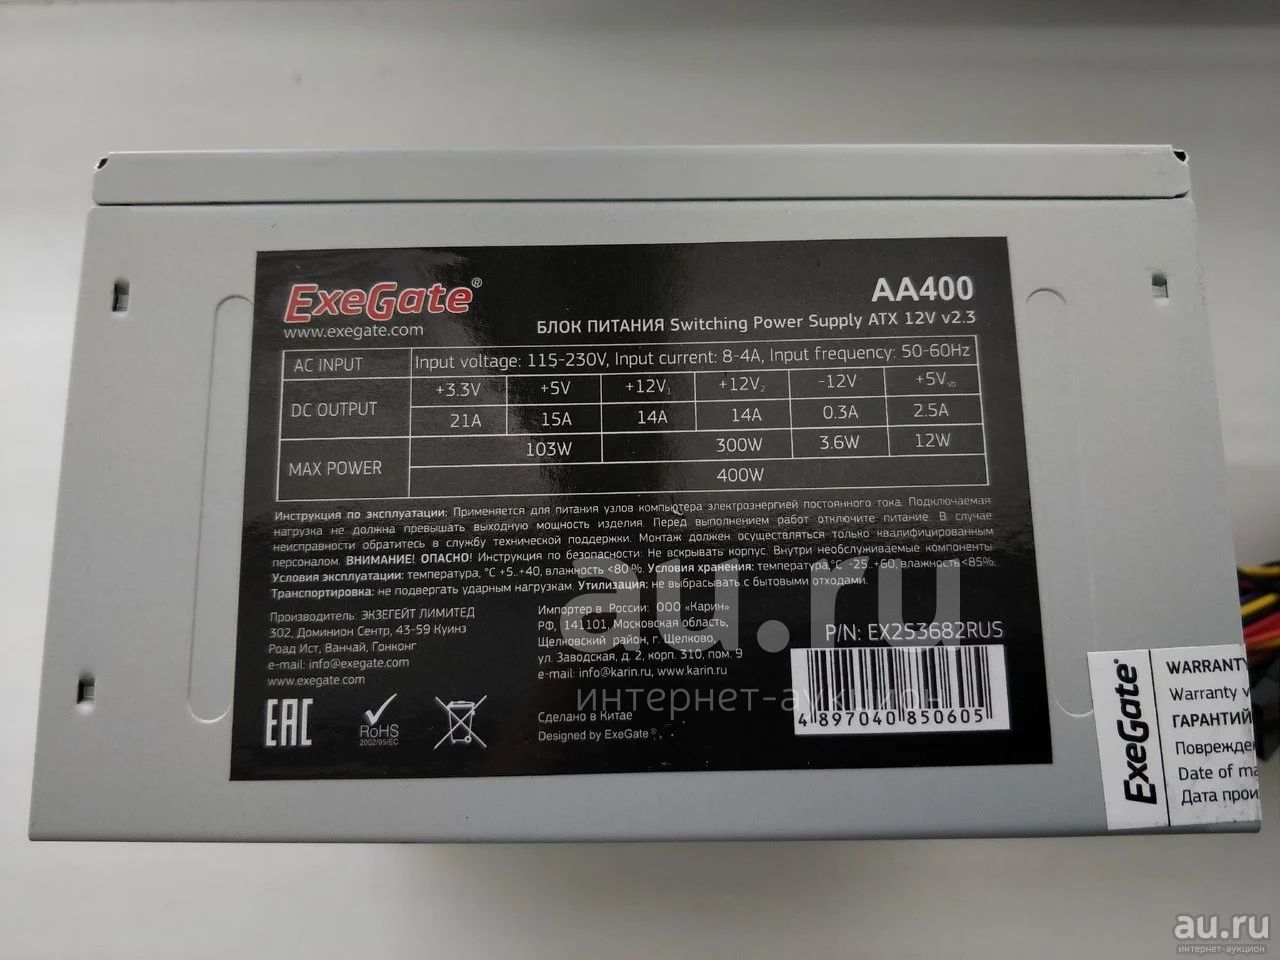 ExeGate®
www.exegate.com
AA400
БЛОК ПИТАНИЯ Switching Power Supply ATX 12V v2.3
AC INPUT Input voltage: 115-230V, Input current: 8-4A, Input frequency: 50-60Hz
DC OUTPUT +3.3V +5V +12V1 +12V2 -12V +5Vsb
21A 15A 14A 14A 0.3A 2.5A
MAX POWER 103W 300W 3.6W 12W
400W
Инструкция по эксплуатации: Применяется для питания узлов компьютера электроэнергией постоянного тока. Подключаемая
нагрузка не должна превышать выходную мощность изделия. Перед выполнением работ отключите питание. В случае
неисправности обратитесь в службу технической поддержки. Монтаж должен осуществляться только квалифицированным
персоналом. ВНИМАНИЕ! ОПАСНО! Инструкция по безопасности: Не вскрывать корпус. Внутри необслуживаемые компоненты.
Условия эксплуатации: температура, °C +5..+40, влажность <80 %. Условия хранения: температура,°C -25..+60, влажность<85%.
Транспортировка: не подвергать ударным нагрузкам. Утилизация: не выбрасывать с бытовыми отходами.
Производитель: ЭКЗЕГЕЙТ ЛИМИТЕД
302, Доминион Сентр, 43-59 Куинз
Роад Ист, Ваннай, Гонконг
e-mail: info@exegate.com
www.exegate.com
Импортер в России: ООО «Карин»
РФ, 141101, Московская область,
Щелковский район, г. Щелково,
ул. Заводская, д. 2, корп. 310, пом. 9
e-mail: info@karin.ru, www.karin.ru
Сделано в Китае
Designed by ExeGate®
EAC
RoHS
2002/95/EC
P/N: EX253682RUS
4 897040 850605
ExeGate®
WARRANTY
Warranty v
ГАРАНТИЙ
Поврежде
Date of ma
Дата прои
au.ru
интернет-аукцион
au.ru
интернет-аукцион